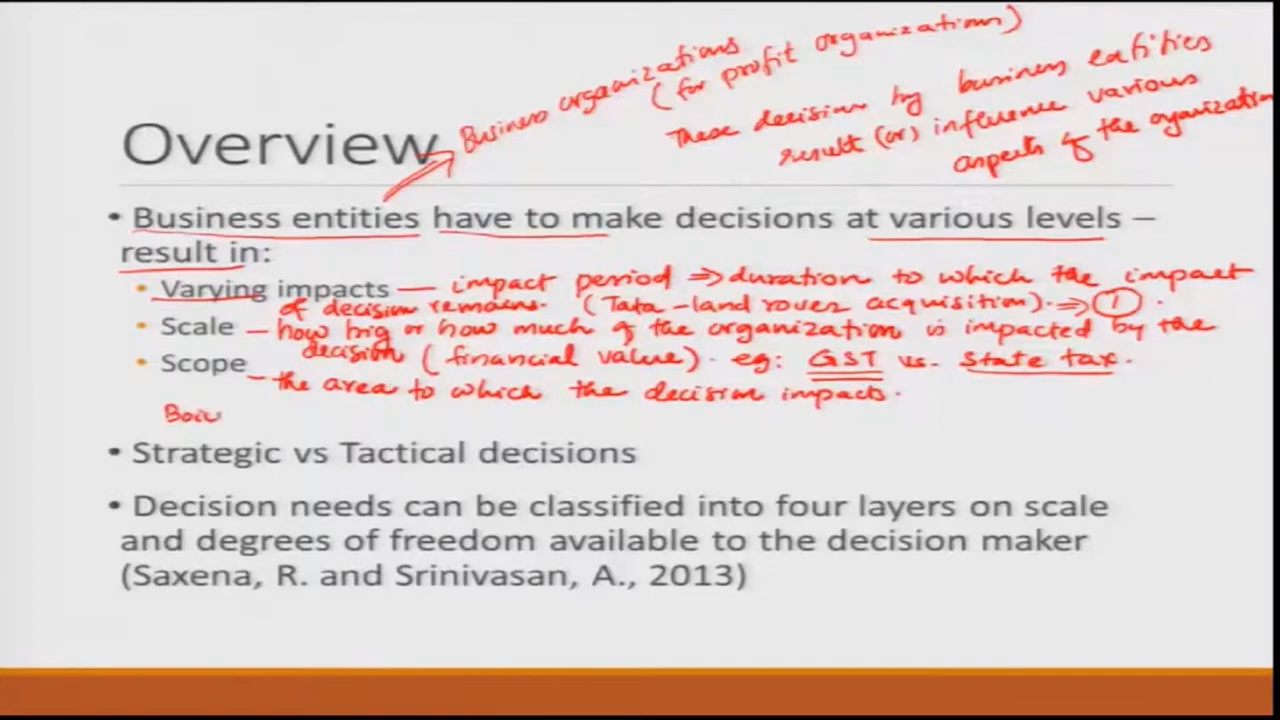 Business organizations
(for profit organizations)
These decision by business entities
result (or) influence various
aspects of the organization
Overview
• Business entities have to make decisions at various levels –
result in:
• Varying impacts — impact period ⇒ duration to which the impact
of decision remains. (Tata-land rover acquisition). ⇒ ①.
• Scale — how big or how much of the organization is impacted by the
decision (financial value). eg: GST vs. State tax.
• Scope
– the area to which the decision impacts.
• Strategic vs Tactical decisions
• Decision needs can be classified into four layers on scale
and degrees of freedom available to the decision maker
(Saxena, R. and Srinivasan, A., 2013)